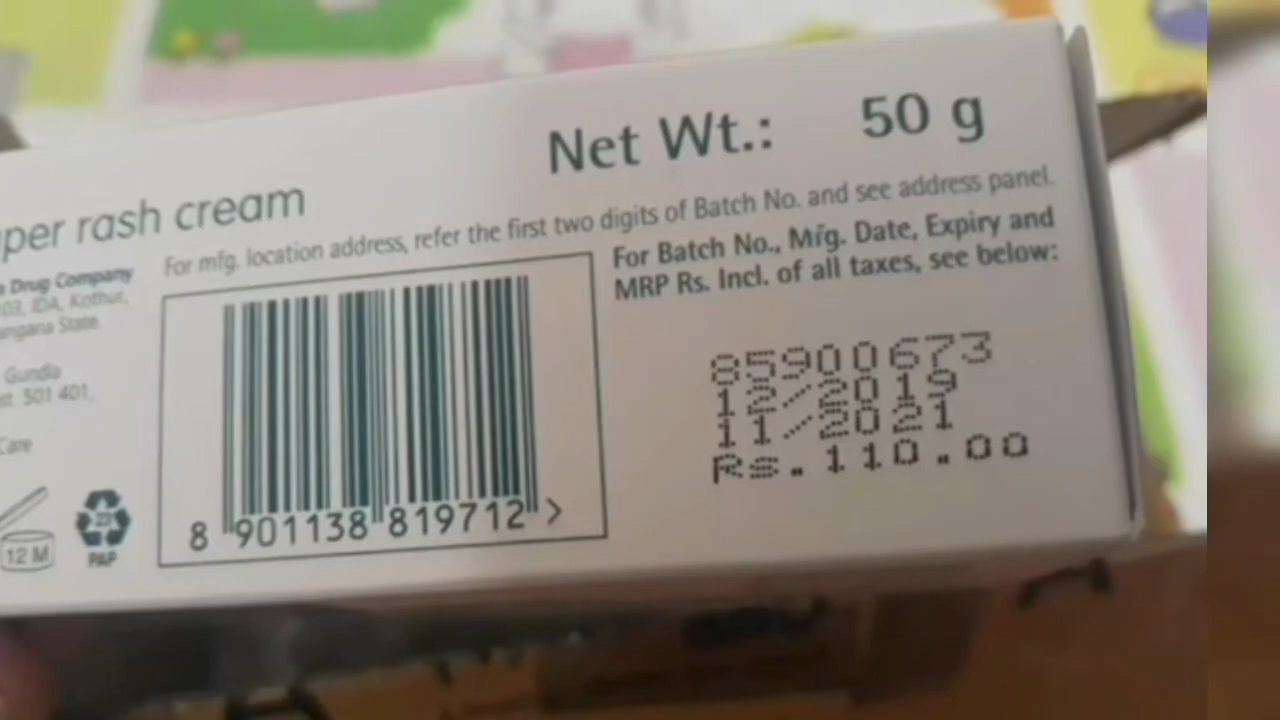 Net Wt.: 50 g
rash cream
For mfg. location address, refer the first two digits of Batch No. and see address panel.
Drug Company
03, IDA, Kothur,
State
Gundla
501 401,
Care
For Batch No., Mfg. Date, Expiry and
MRP Rs. Incl. of all taxes, see below:
85900673
12/2019
11/2021
Rs.110.00
8 901138 819712 >
12 M
PAP